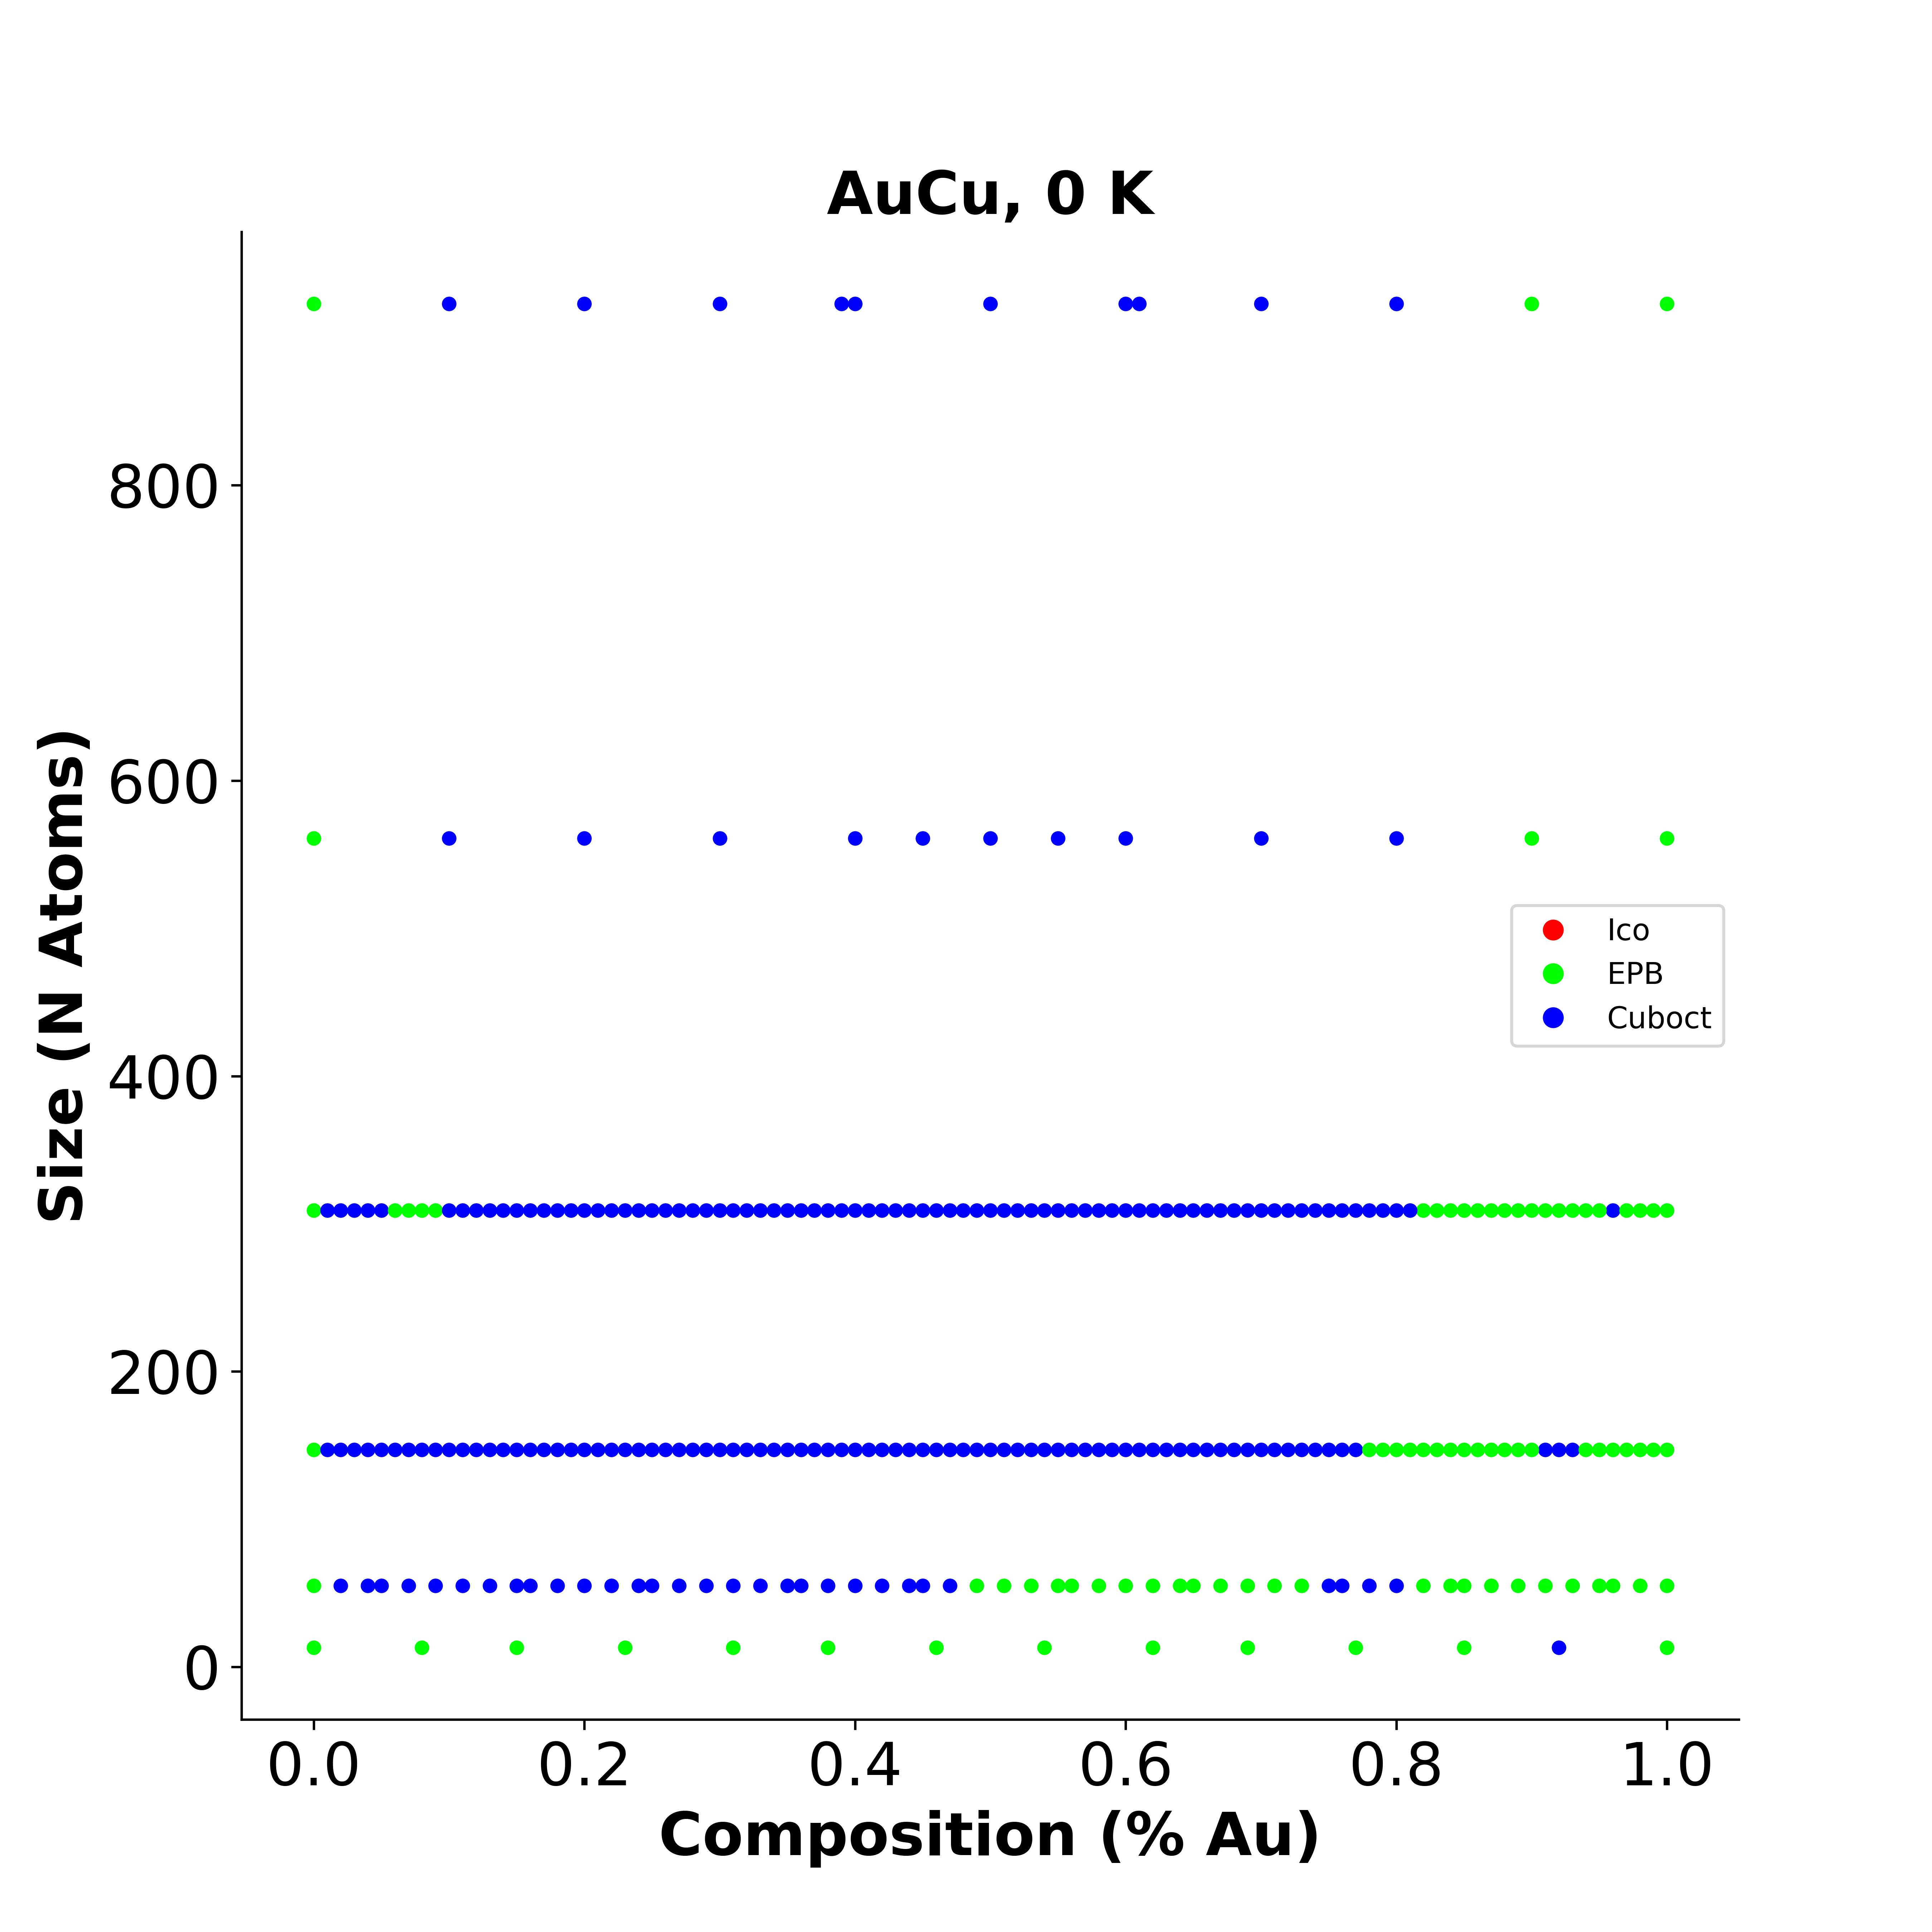 AuCu, 0 K
Size (N Atoms)
800
600
400
200
0
Ico
EPB
Cuboct
0.0 0.2 0.4 0.6 0.8 1.0
Composition (% Au)